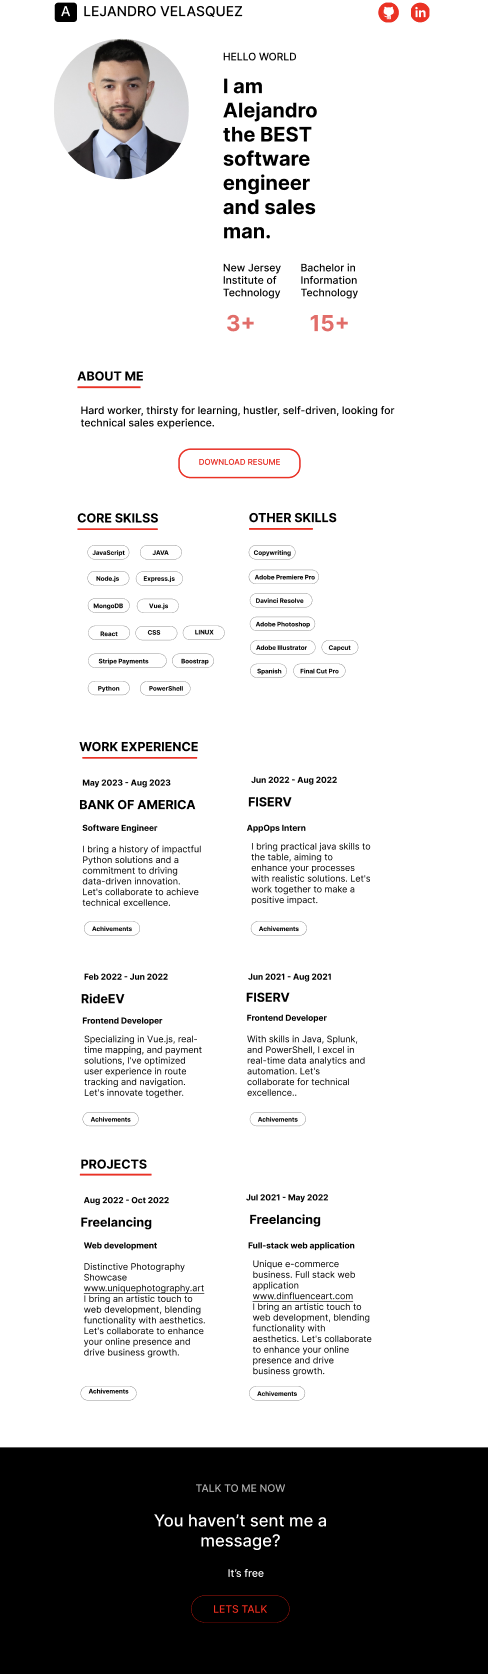 A LEJANDRO VELASQUEZ
in
HELLO WORLD
I am
Alejandro
the BEST
software
engineer
and sales
man.
New Jersey
Institute of
Technology
3+
Bachelor in
Information
Technology
15+
ABOUT ME
Hard worker, thirsty for learning, hustler, self-driven, looking for
technical sales experience.
DOWNLOAD RESUME
CORE SKILSS
JavaScript JAVA
Node.js Express.js
MongoDB Vue.js
React CSS LINUX
Stripe Payments Boostrap
Python PowerShell
OTHER SKILLS
Copywriting
Adobe Premiere Pro
Davinci Resolve
Adobe Photoshop
Adobe Illustrator Capcut
Spanish Final Cut Pro
WORK EXPERIENCE
May 2023 - Aug 2023
BANK OF AMERICA
Software Engineer
I bring a history of impactful
Python solutions and a
commitment to driving
data-driven innovation.
Let's collaborate to achieve
technical excellence.
Achivements
Jun 2022 - Aug 2022
FISERV
AppOps Intern
I bring practical java skills to
the table, aiming to
enhance your processes
with realistic solutions. Let's
work together to make a
positive impact.
Achivements
Feb 2022 - Jun 2022
RideEV
Frontend Developer
Specializing in Vue.js, real-
time mapping, and payment
solutions, I've optimized
user experience in route
tracking and navigation.
Let's innovate together.
Achivements
Jun 2021 - Aug 2021
FISERV
Frontend Developer
With skills in Java, Splunk,
and PowerShell, I excel in
real-time data analytics and
automation. Let's
collaborate for technical
excellence..
Achivements
PROJECTS
Aug 2022 - Oct 2022
Freelancing
Web development
Distinctive Photography
Showcase
www.uniquephotography.art
I bring an artistic touch to
web development, blending
functionality with aesthetics.
Let's collaborate to enhance
your online presence and
drive business growth.
Achivements
Jul 2021 - May 2022
Freelancing
Full-stack web application
Unique e-commerce
business. Full stack web
application
www.dinfluenceart.com
I bring an artistic touch to
web development, blending
functionality with
aesthetics. Let's collaborate
to enhance your online
presence and drive
business growth.
Achivements
TALK TO ME NOW
You haven't sent me a
message?
It's free
LETS TALK